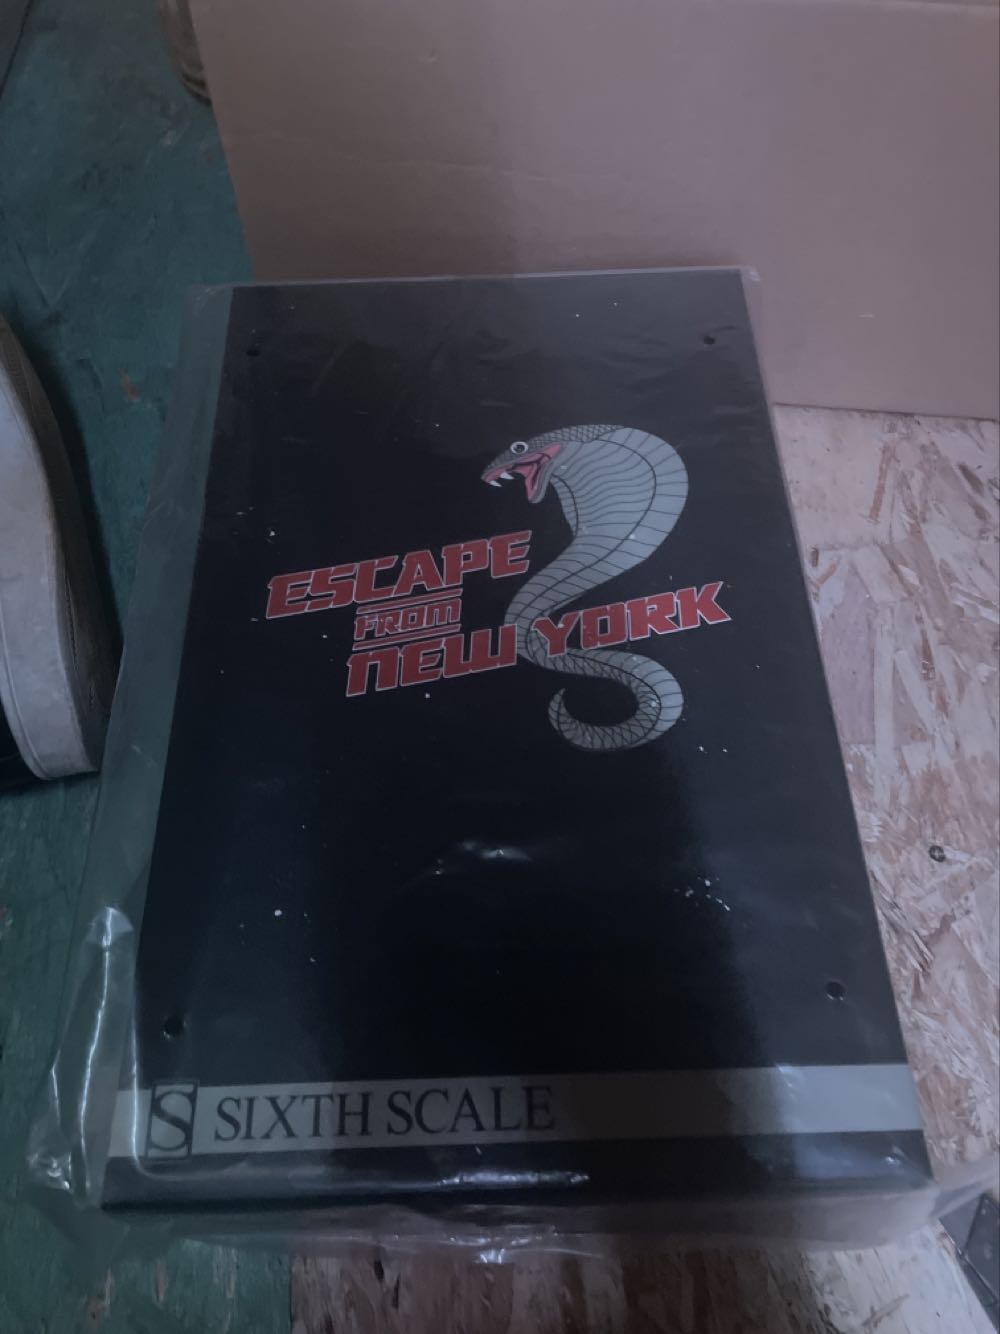 ESCAPE
FROM
NEW YORK
S SIXTH SCALE